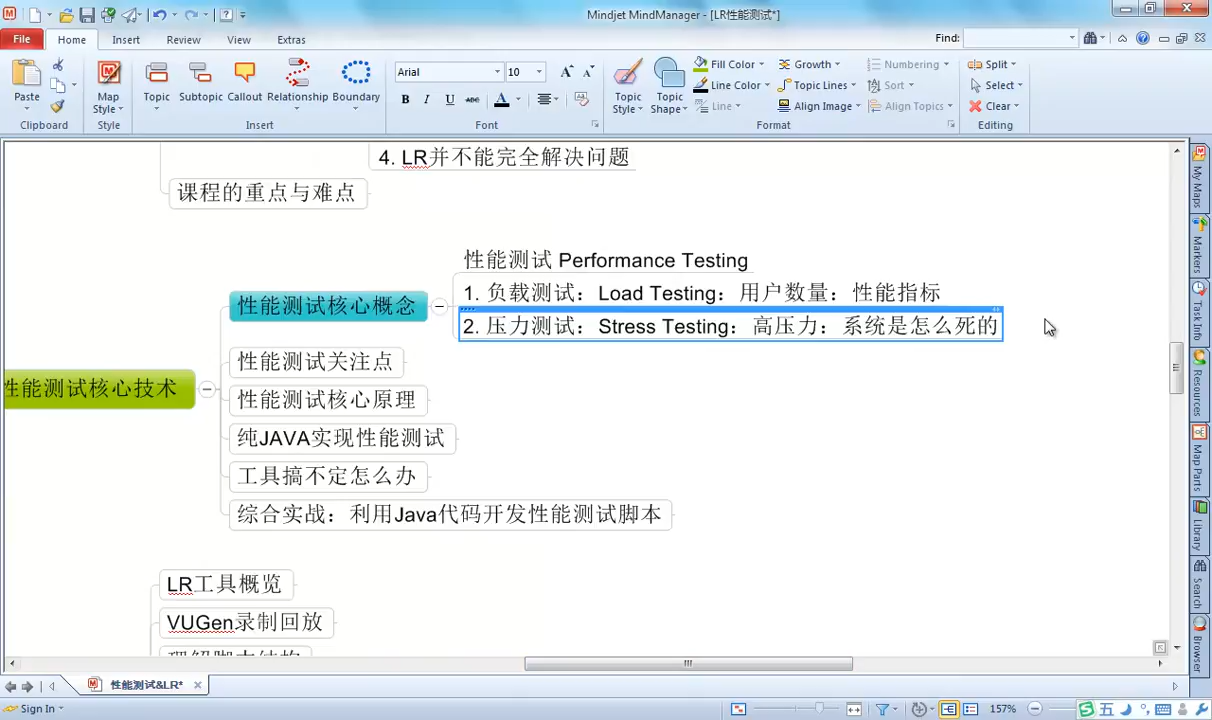 Mindjet MindManager - [LR性能测试*]
File
Home
Insert
Review
View
Extras
Find:
Paste
Clipboard
Map Style
Style
Topic
Subtopic
Callout
Relationship
Boundary
Insert
Arial
10
B I U abc A
Font
Topic Style
Topic Shape
Fill Color
Line Color
Line
Growth
Topic Lines
Align Image
Numbering
Sort
Align Topics
Format
Split
Select
Clear
Editing
4. LR并不能完全解决问题
课程的重点与难点
性能测试 Performance Testing
1. 负载测试：Load Testing：用户数量：性能指标
性能测试核心概念
2. 压力测试：Stress Testing：高压力：系统是怎么死的
性能测试关注点
性能测试核心技术
性能测试核心原理
纯JAVA实现性能测试
工具搞不定怎么办
综合实战：利用Java代码开发性能测试脚本
LR工具概览
VUGen录制回放
理解脚本结构
My Maps
Markers
Task Info
Resources
Map Parts
Library
Search
Browser
性能测试&LR*
Sign In
157%
五